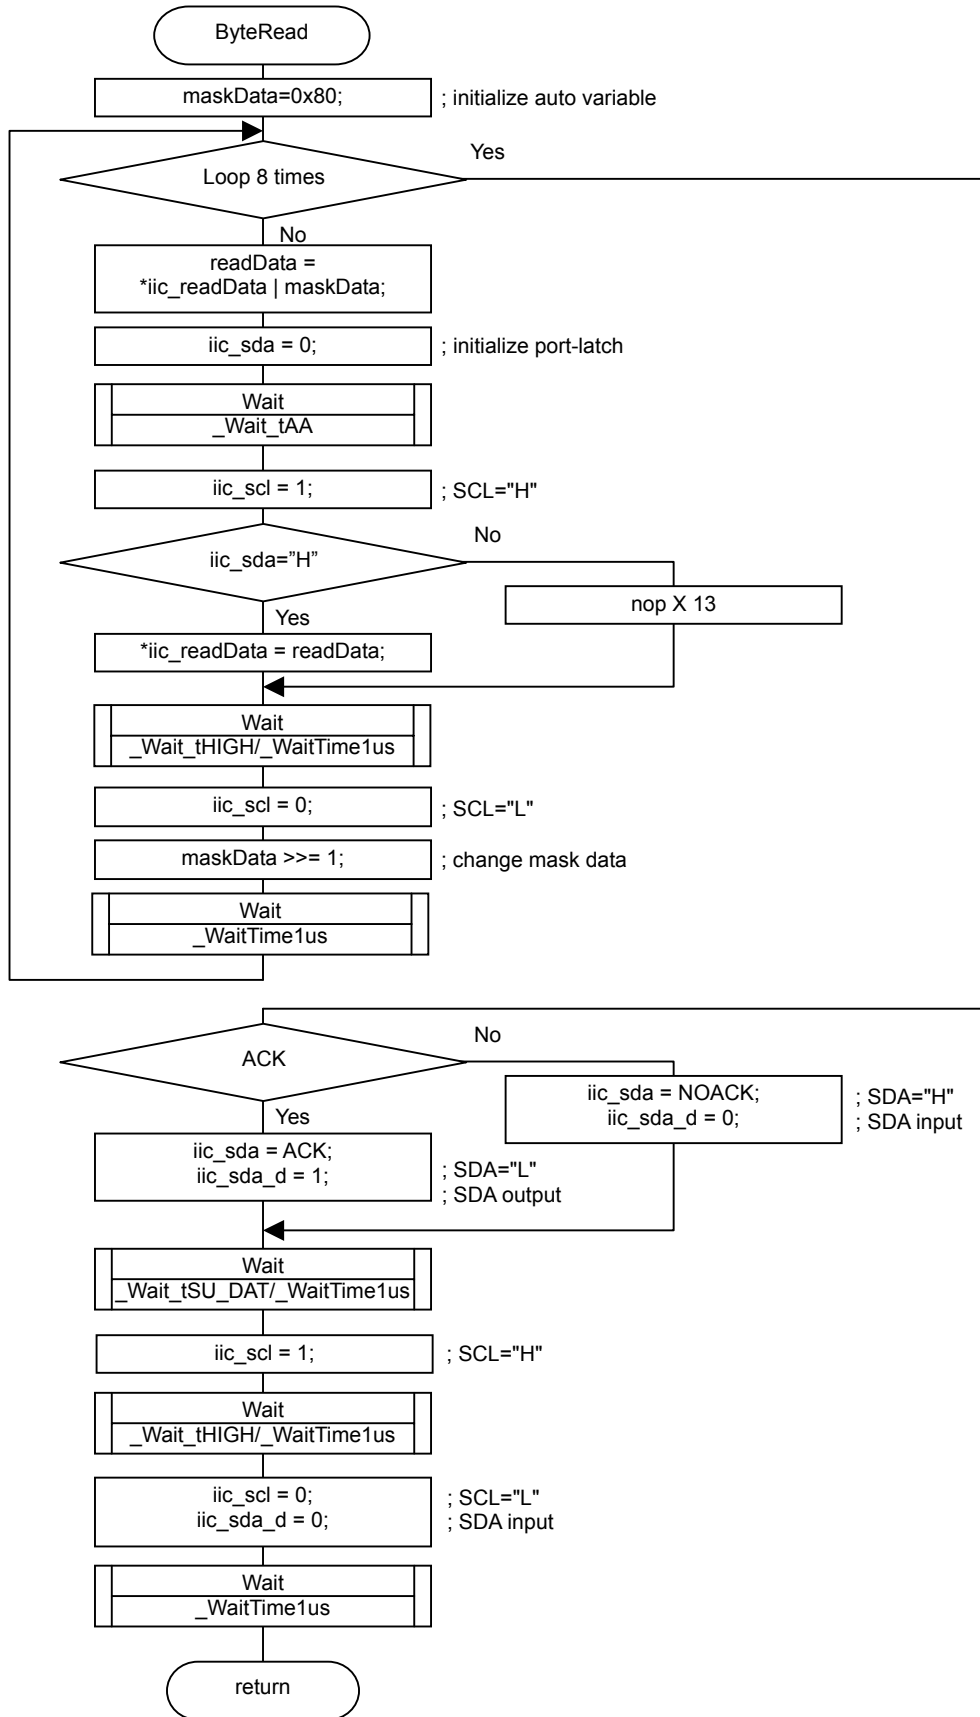 ByteRead
maskData=0x80;
; initialize auto variable
Yes
Loop 8 times
No
readData =
*iic_readData | maskData;
iic_sda = 0;
; initialize port-latch
Wait
_Wait_tAA
iic_scl = 1;
; SCL="H"
No
iic_sda=”H”
nop X 13
Yes
*iic_readData = readData;
Wait
_Wait_tHIGH/_WaitTime1us
iic_scl = 0;
; SCL="L"
maskData >>= 1;
; change mask data
Wait
_WaitTime1us
No
ACK
iic_sda = NOACK;
iic_sda_d = 0;
; SDA="H"
; SDA input
Yes
iic_sda = ACK;
iic_sda_d = 1;
; SDA="L"
; SDA output
Wait
_Wait_tSU_DAT/_WaitTime1us
iic_scl = 1;
; SCL="H"
Wait
_Wait_tHIGH/_WaitTime1us
iic_scl = 0;
iic_sda_d = 0;
; SCL="L"
; SDA input
Wait
_WaitTime1us
return